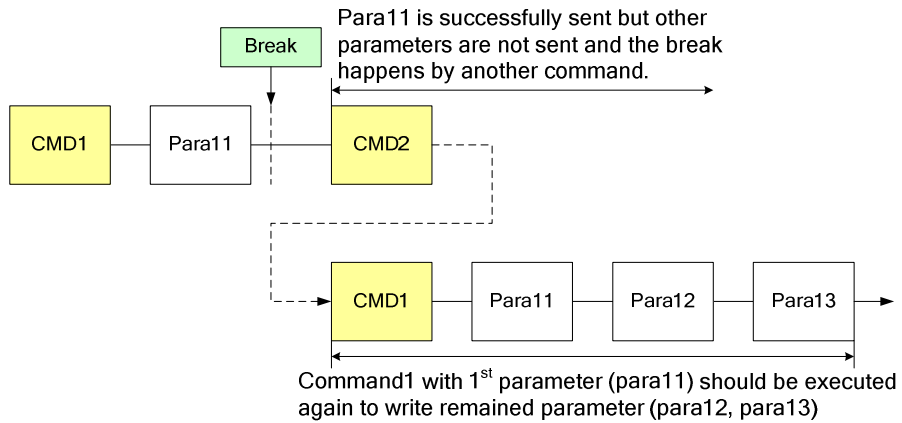 Para11 is successfully sent but other
parameters are not sent and the break
happens by another command.
Break
CMD1
Para11
CMD2
CMD1
Para11
Para12
Para13
Command1 with 1st parameter (para11) should be executed
again to write remained parameter (para12, para13)